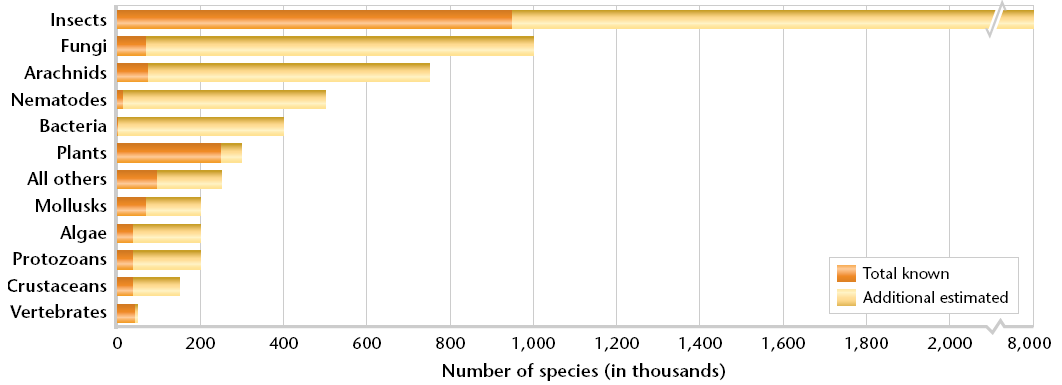 Insects
Fungi
Arachnids
Nematodes
Bacteria
Plants
All others
Mollusks
Algae
Protozoans
Crustaceans
Vertebrates
Total known
Additional estimated
0 200 400 600 800 1,000 1,200 1,400 1,600 1,800 2,000 8,000
Number of species (in thousands)